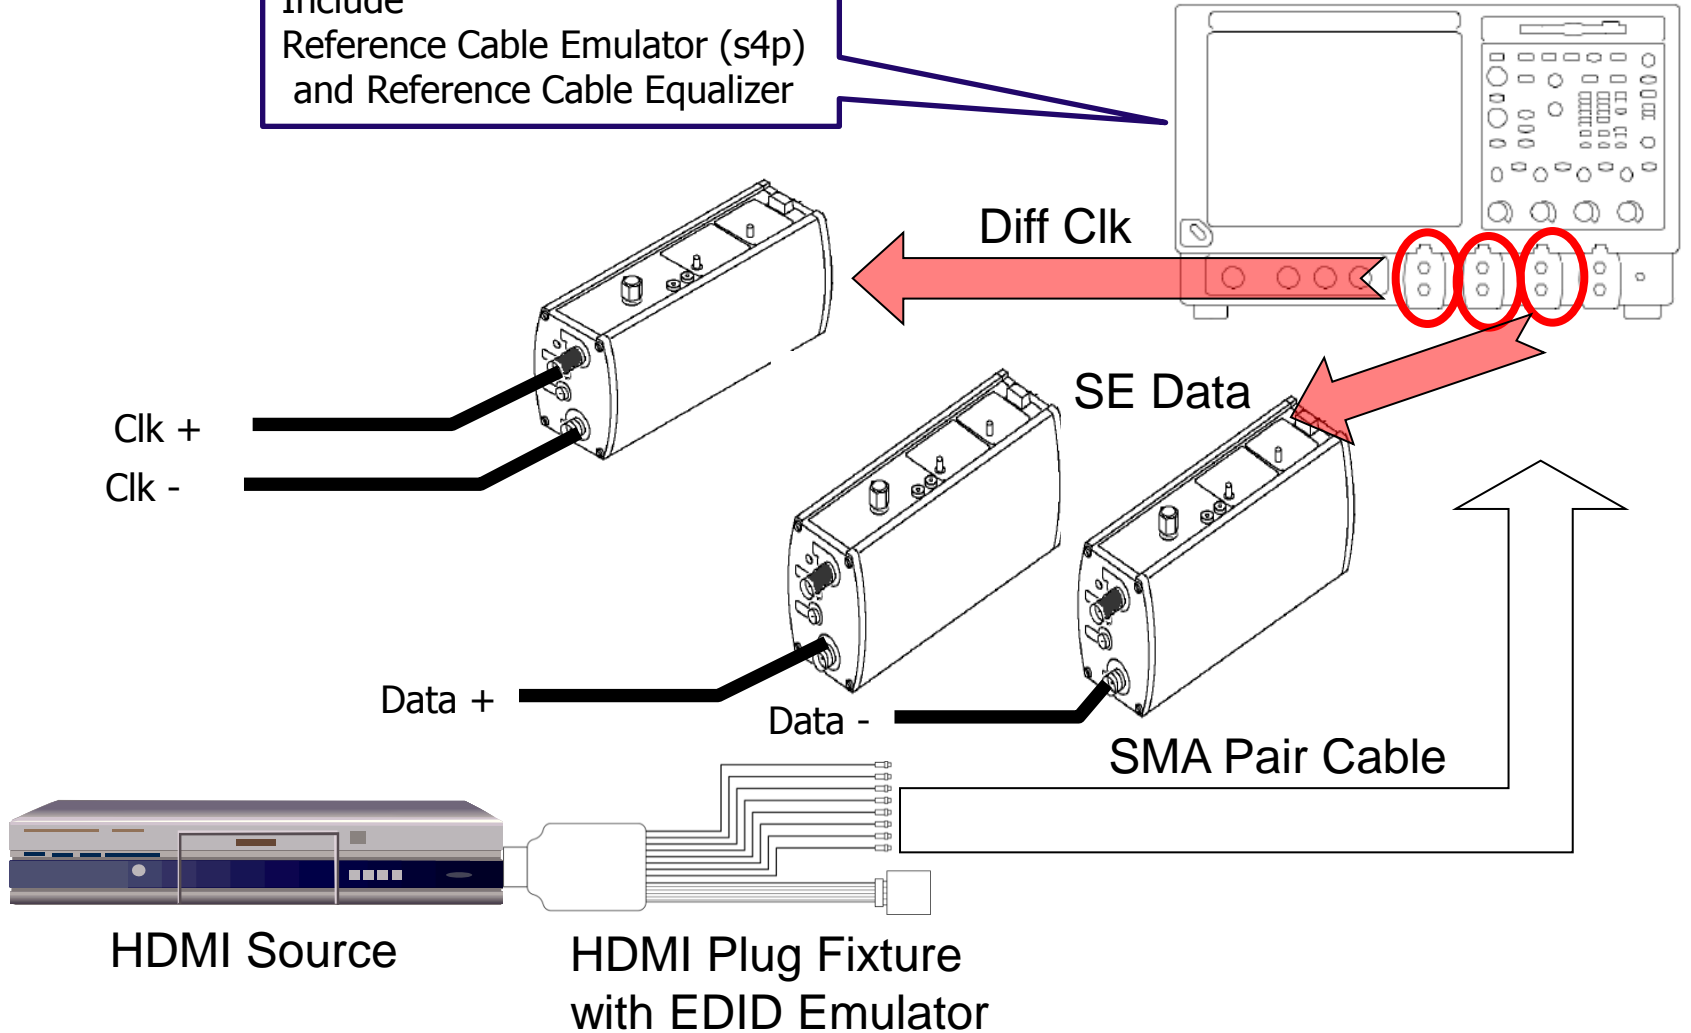 Include
Reference Cable Emulator (s4p)
and Reference Cable Equalizer
Diff Clk
SE Data
Clk +
Clk -
Data +
Data -
SMA Pair Cable
HDMI Source
HDMI Plug Fixture
with EDID Emulator